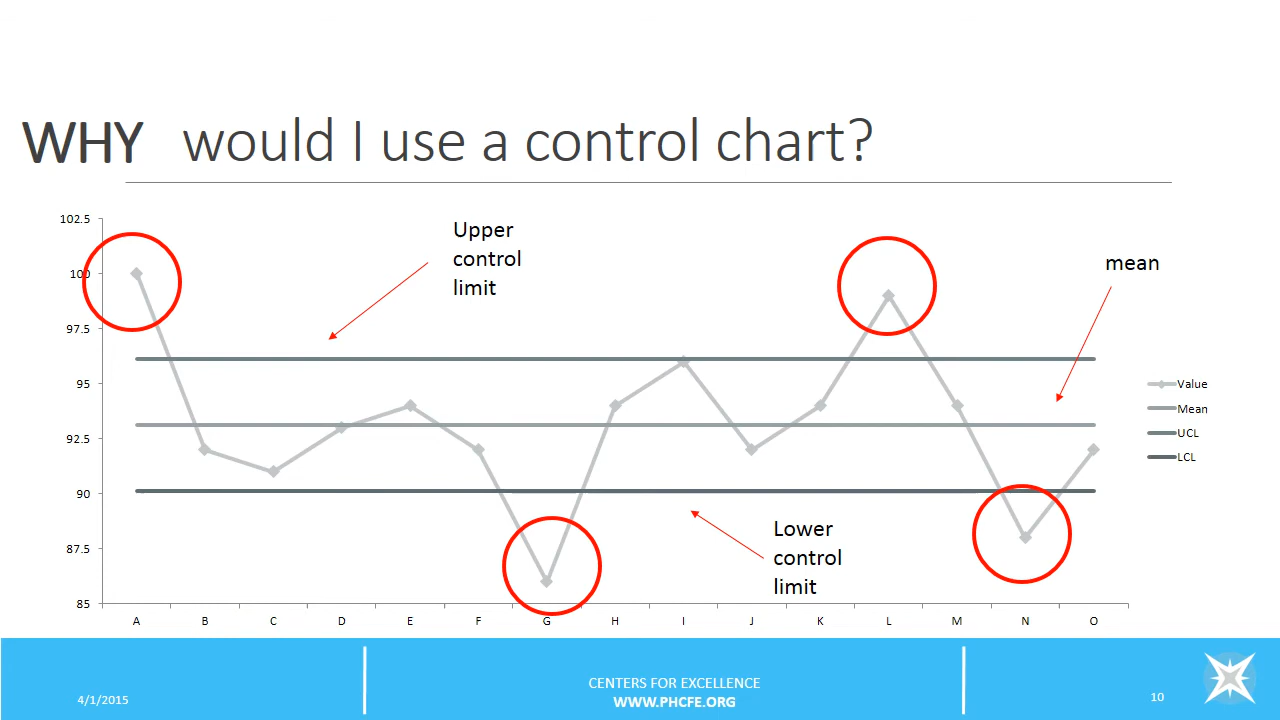 WHY would I use a control chart?
102.5
100
97.5
95
92.5
90
87.5
85
Upper
control
limit
mean
Lower
control
limit
Value
Mean
UCL
LCL
A B C D E F G H I J K L M N O
4/1/2015
CENTERS FOR EXCELLENCE
WWW.PHCFE.ORG
10